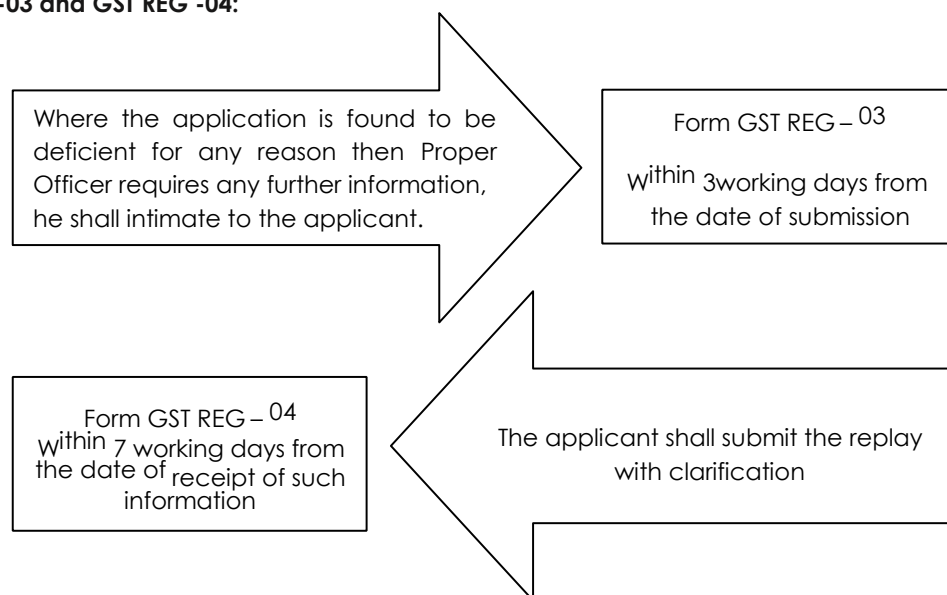 -03 and GST REG -04:
Where the application is found to be
deficient for any reason then Proper
Officer requires any further information,
he shall intimate to the applicant.
Form GST REG – 03
Within 3working days from
the date of submission
Form GST REG – 04
Within 7 working days from
the date of receipt of such
information
The applicant shall submit the replay
with clarification